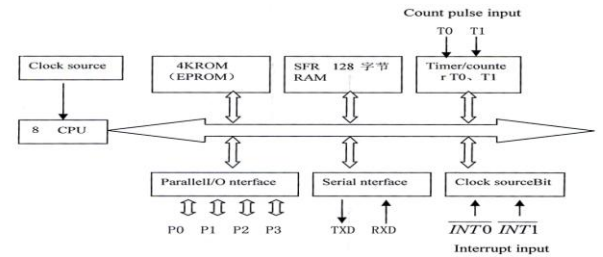 Count pulse input
T0 T1
Clock source
4KROM
(EPROM)
SFR 128 字节
RAM
Timer/counte
r T0、T1
8 CPU
ParallelI/O nterface
Serial nterface
Clock sourceBit
P0 P1 P2 P3
TXD RXD
INT0 INT1
Interrupt input